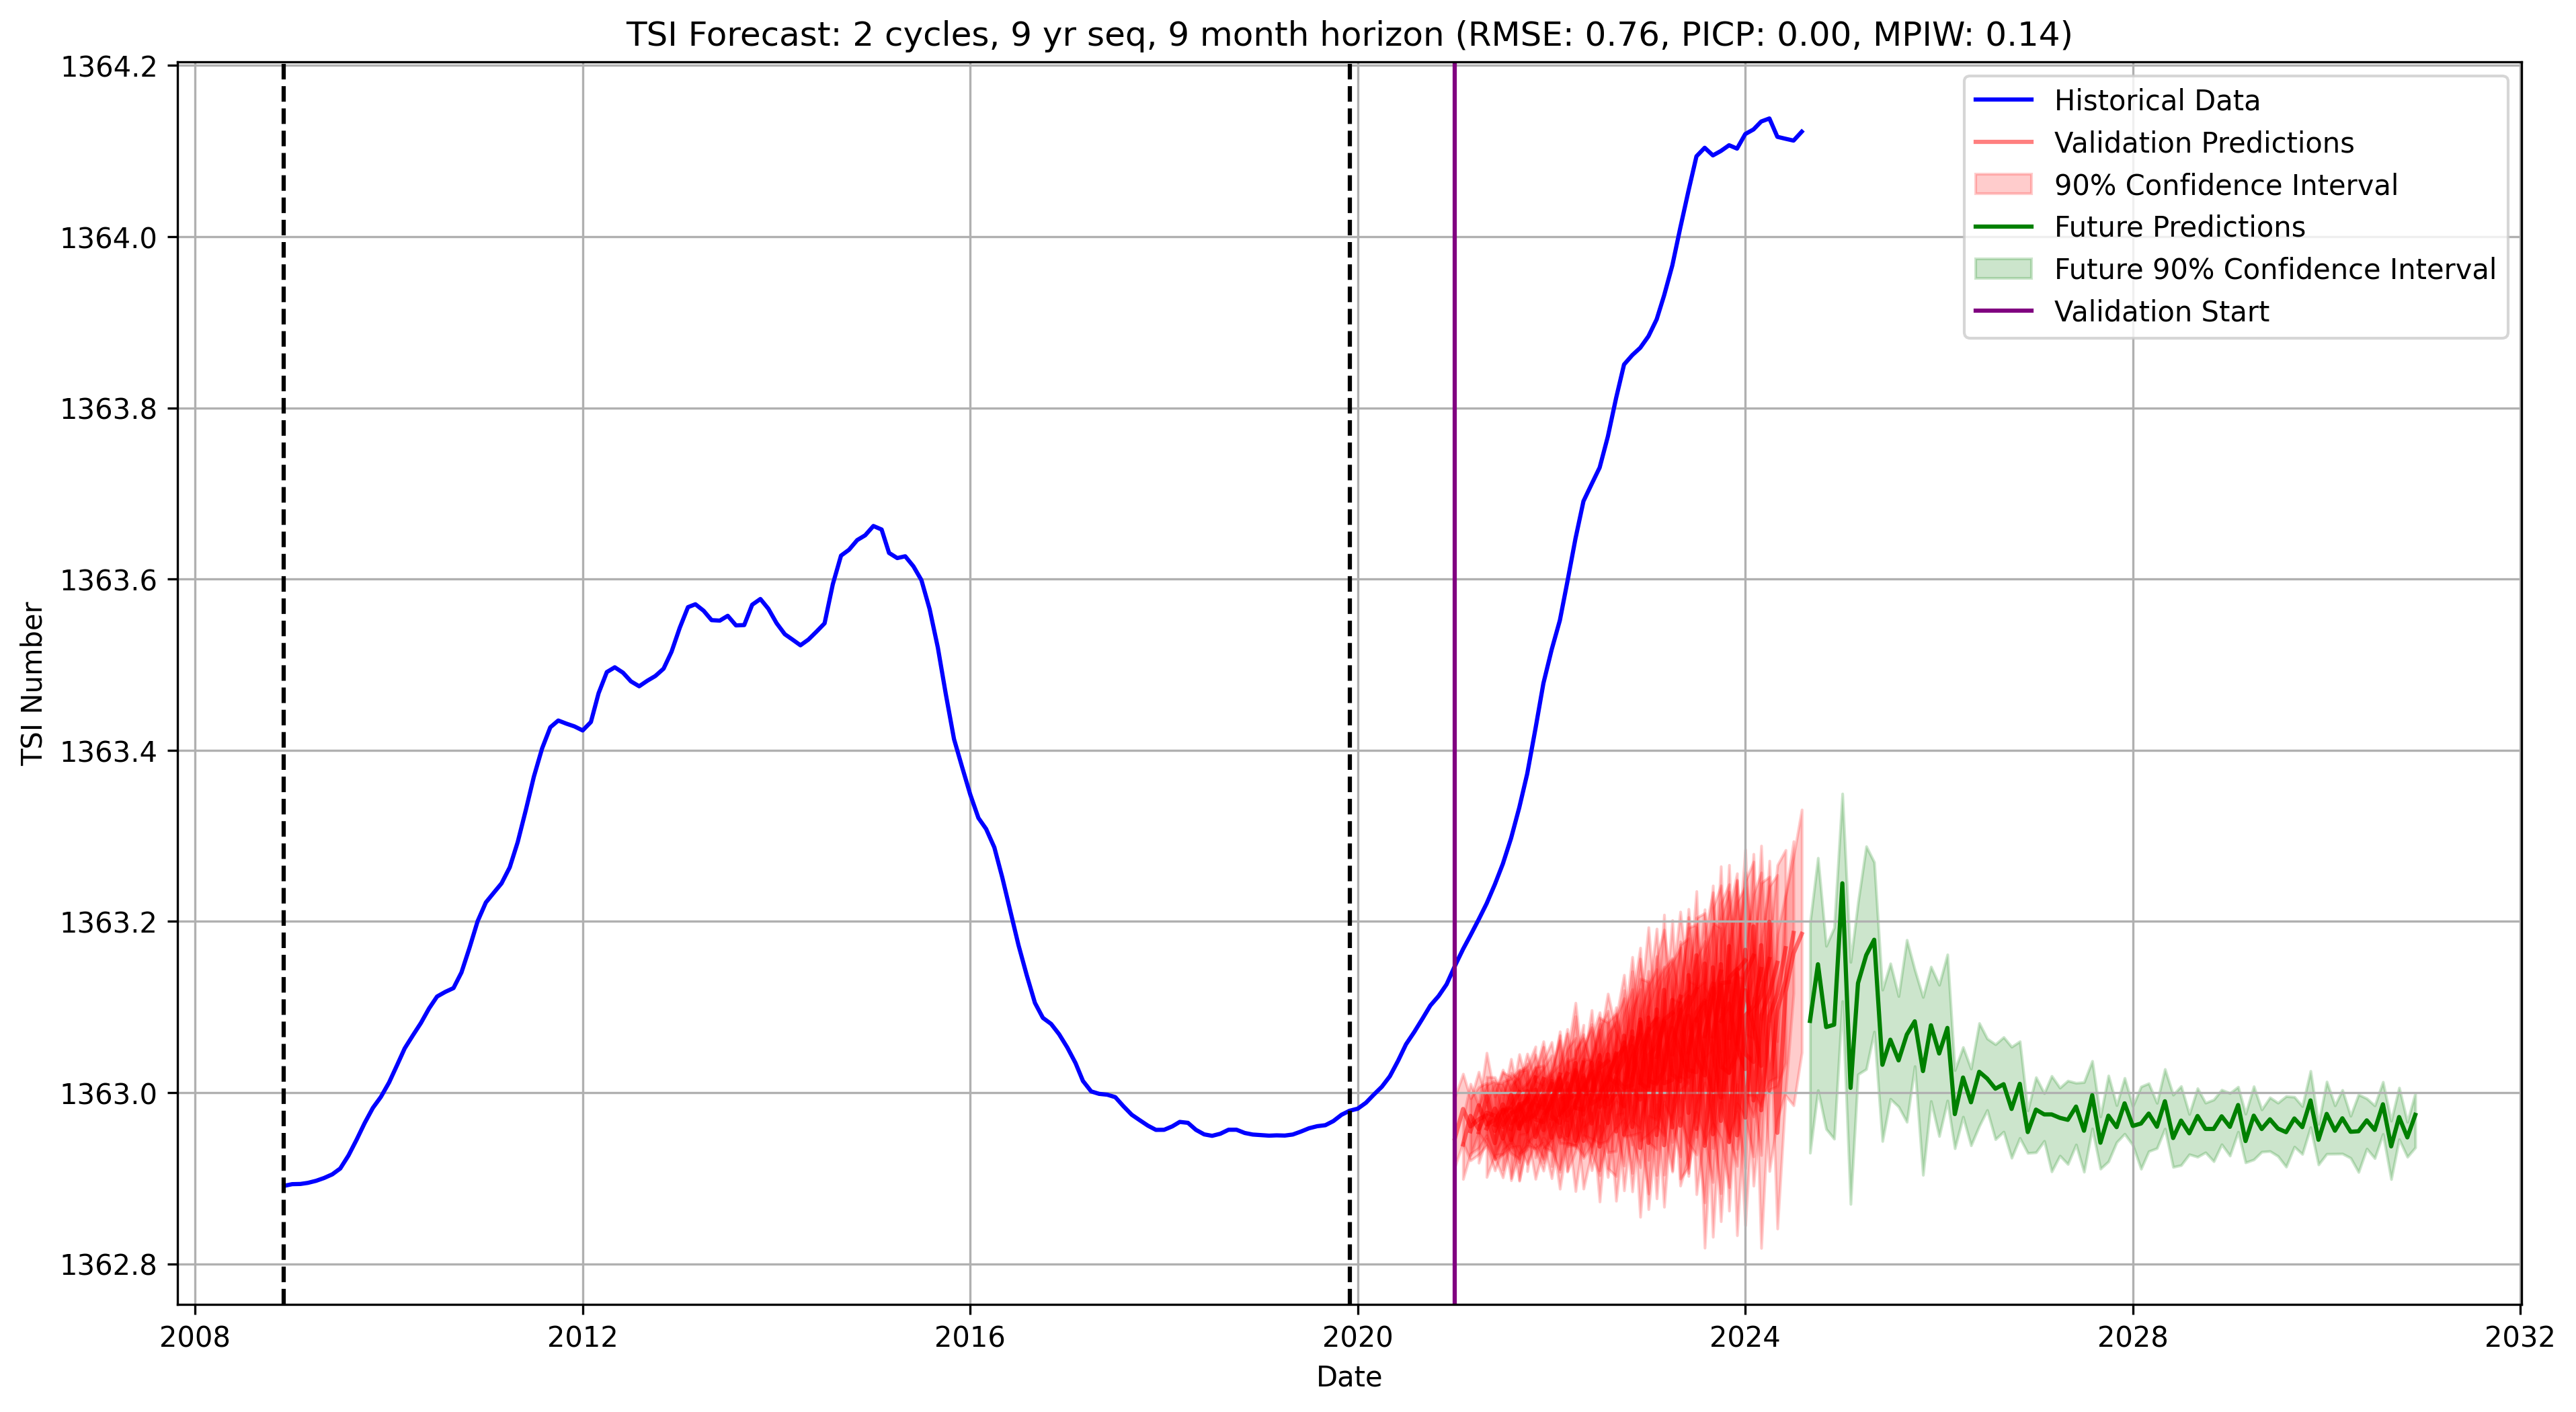 TSI Forecast: 2 cycles, 9 yr seq, 9 month horizon (RMSE: 0.76, PICP: 0.00, MPIW: 0.14)
1364.2
1364.0
1363.8
1363.6
1363.4
1363.2
1363.0
1362.8
TSI Number
Historical Data
Validation Predictions
90% Confidence Interval
Future Predictions
Future 90% Confidence Interval
Validation Start
2008 2012 2016 2020 2024 2028 2032
Date